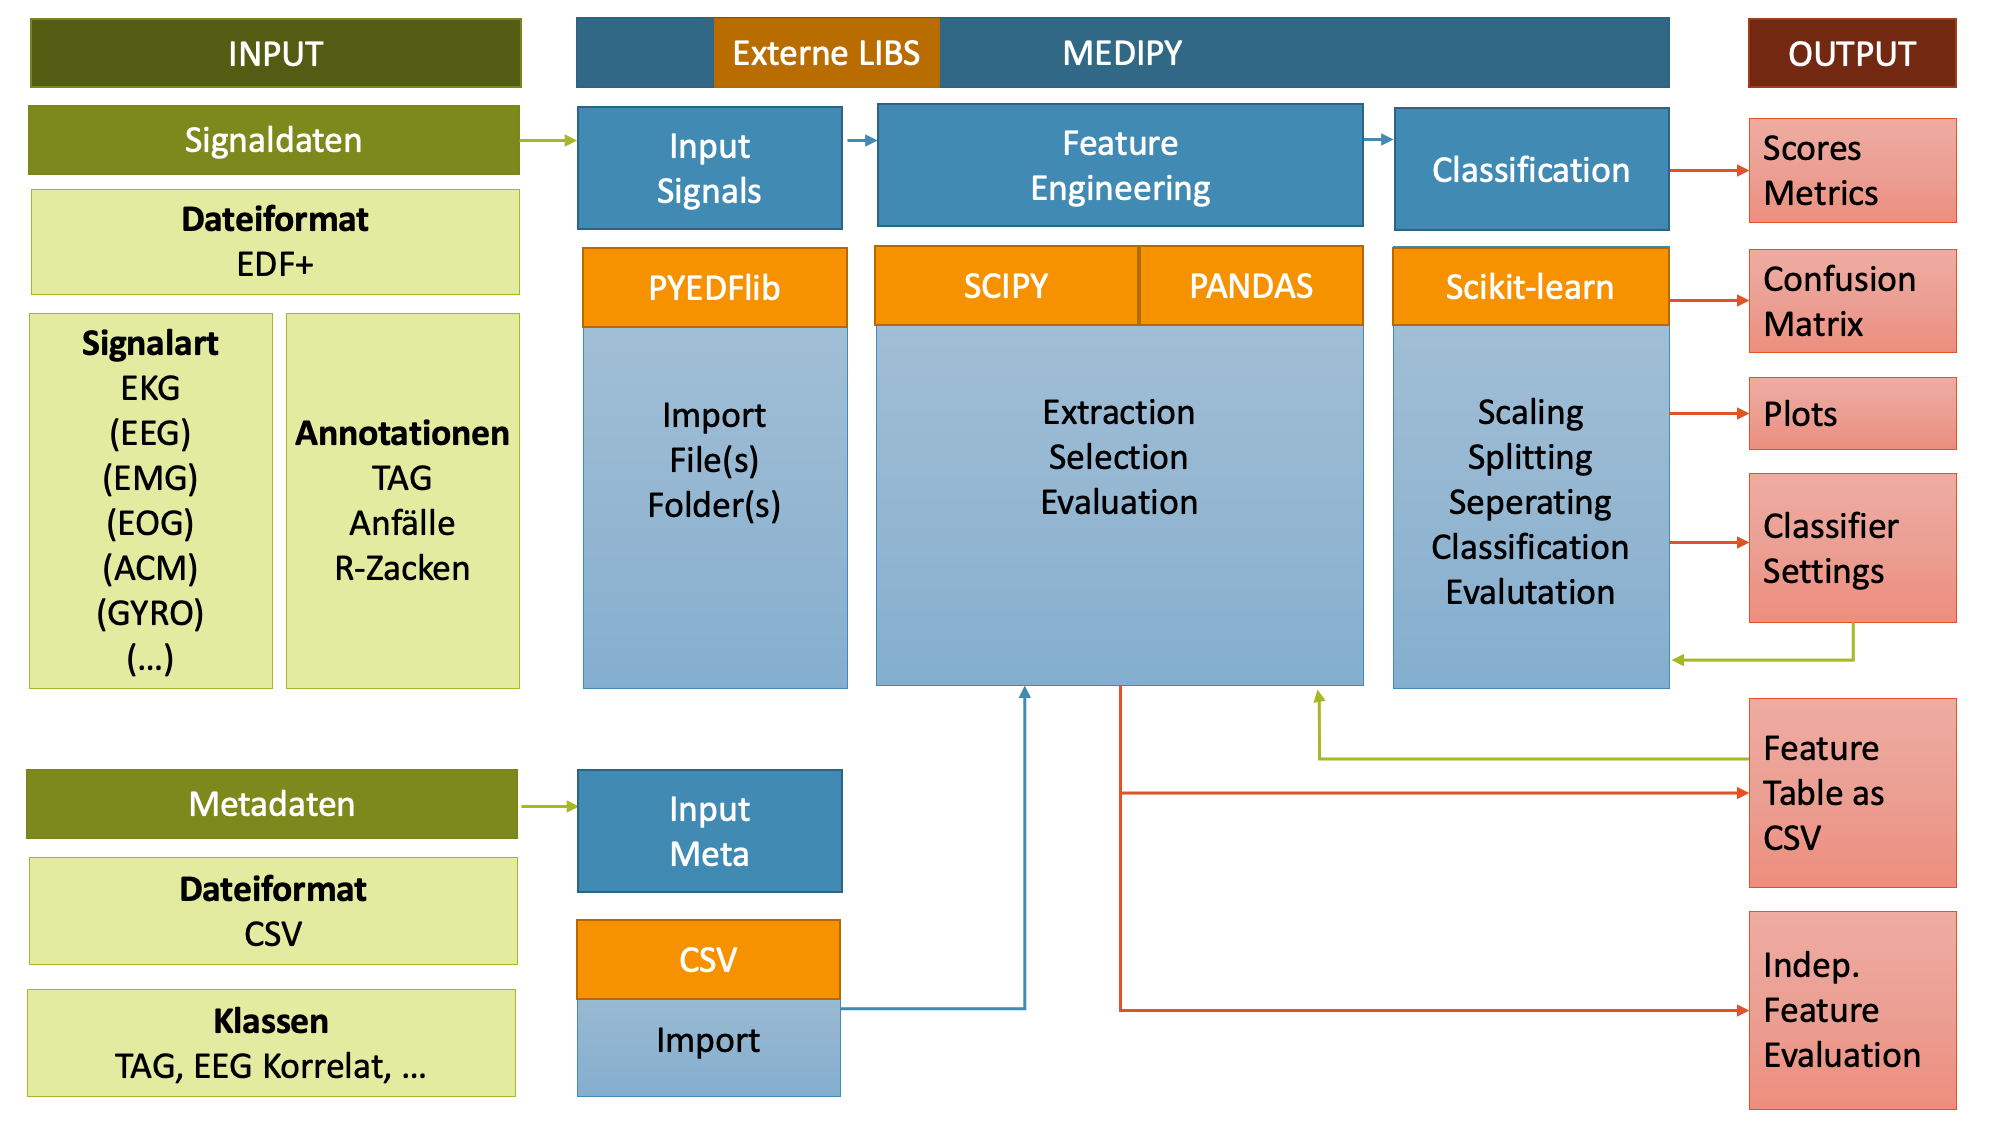 INPUT
Externe LIBS
MEDIPY
OUTPUT
Signaldaten
Dateiformat
EDF+
Signalart
EKG
(EEG)
(EMG)
(EOG)
(ACM)
(GYRO)
(...)
Annotationen
TAG
Anfälle
R-Zacken
Input
Signals
PYEDFlib
Import
File(s)
Folder(s)
Feature
Engineering
SCIPY
PANDAS
Extraction
Selection
Evaluation
Classification
Scikit-learn
Scaling
Splitting
Seperating
Classification
Evalutation
Scores
Metrics
Confusion
Matrix
Plots
Classifier
Settings
Feature
Table as
CSV
Indep.
Feature
Evaluation
Metadaten
Dateiformat
CSV
Klassen
TAG, EEG Korrelat, ...
Input
Meta
CSV
Import